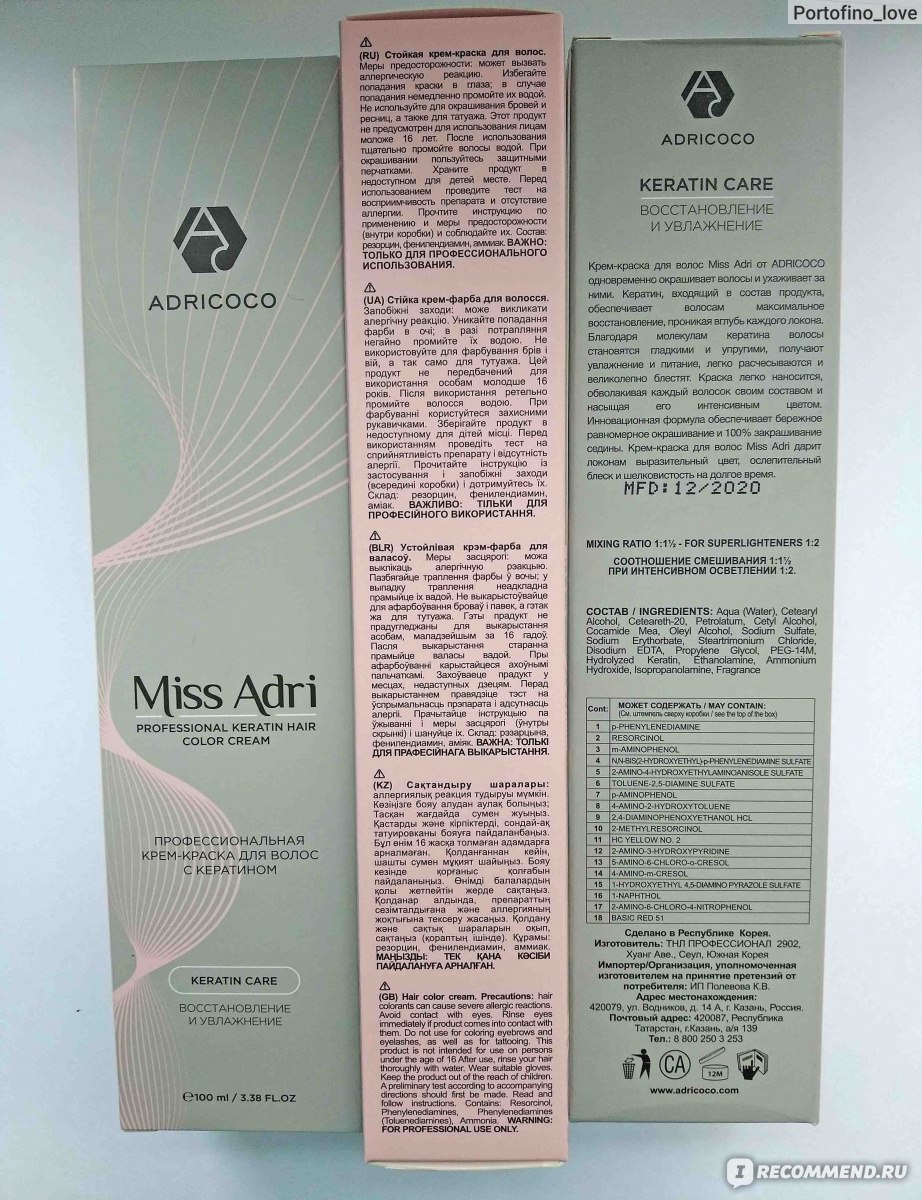 Portofino_love
ADRICOCO
Miss Adri
PROFESSIONAL KERATIN HAIR
COLOR CREAM
ПРОФЕССИОНАЛЬНАЯ
КРЕМ-КРАСКА ДЛЯ ВОЛОС
С КЕРАТИНОМ
KERATIN CARE
ВОССТАНОВЛЕНИЕ
И УВЛАЖНЕНИЕ
℮100 ml / 3.38 FL.OZ
(RU) Стойкая крем-краска для волос.
Меры предосторожности: может вызвать
аллергическую реакцию. Избегайте
попадания краски в глаза; в случае
попадания немедленно промойте их водой.
Не используйте для окрашивания бровей и
ресниц, а также для татуажа. Этот продукт
не предусмотрен для использования лицам
моложе 16 лет. После использования
тщательно промойте волосы водой. При
окрашивании пользуйтесь защитными
перчатками. Храните продукт в
недоступном для детей месте. Перед
использованием проведите тест на
восприимчивость препарата и отсутствие
аллергии. Прочтите инструкцию по
применению и меры предосторожности
(внутри коробки) и соблюдайте их. Состав:
резорцин, фенилендиамин, аммиак. ВАЖНО:
ТОЛЬКО ДЛЯ ПРОФЕССИОНАЛЬНОГО
ИСПОЛЬЗОВАНИЯ.
(UA) Стійка крем-фарба для волосся.
Запобіжні заходи: може викликати
алергічну реакцію. Уникайте попадання
фарби в очі; в разі потрапляння
негайно промийте їх водою. Не
використовуйте для фарбування брів і
вій, а так само для тутуажа. Цей
продукт не передбачений для
використання особам молодше 16
років. Після використання ретельно
промийте волосся водою. При
фарбуванні користуйтеся захисними
рукавичками. Зберігайте продукт в
недоступному для дітей місці. Перед
використанням проведіть тест на
сприйнятливість препарату і відсутність
алергії. Прочитайте інструкцію із
застосування і запобіжні заходи
(всередині коробки) і дотримуйтесь їх.
Склад: резорцин, фенилендиамин,
аміак. ВАЖЛИВО: ТІЛЬКИ ДЛЯ
ПРОФЕСІЙНОГО ВИКОРИСТАННЯ.
(BLR) Устойлівая крэм-фарба для
валасоў. Меры засцярогі: можа
выклікаць алергічную рэакцыю.
Пазбягайце траплення фарбы ў вочы; у
выпадку траплення неадкладна
прамыйце іх вадой. Не выкарыстоўвайце
для афарбоўвання броваў і павек, а гэтак
жа для тутуажа. Гэты прадукт не
прадугледжаны для выкарыстання
асобам, маладзейшым за 16 гадоў.
Пасля выкарыстання старанна
прамыйце валасы вадой. Пры
афарбоўванні карыстайцеся ахоўнымі
пальчаткамі. Захоўваеце прадукт у
месцах, недаступных дзецям. Перад
выкарыстаннем правядзіце тэст на
ўспрымальнасць прэпарата і адсутнасць
алергіі. Прачытайце інструкцыю па
ўжыванні і меры засцярогі (ўнутры
скрынкі) і шануйце іх. Склад: рэзарцына,
фенилендиамин, аміяк. ВАЖНА: ТОЛЬКІ
ДЛЯ ПРАФЕСІЙНАГА ВЫКАРЫСТАННЯ.
(KZ) Сақтандыру шаралары:
аллергиялық реакция тудыруы мүмкін.
Көзіңізге бояу алудан аулақ болыңыз;
Тасқан жағдайда сумен жуыңыз.
Қастарды және кірпіктерді, сондай-ақ
татуировканы бояуға пайдаланбаңыз.
Бұл өнім 16 жасқа толмаған адамдарға
арналмаған. Қолданғаннан кейін,
шашты сумен мұқият шайыңыз. Бояу
кезінде қорғаныс қолғабын
пайдаланыңыз. Өнімді балалардың
қолы жетпейтін жерде сақтаңыз.
Қолданар алдында, препараттың
сезімталдығына және аллергияның
жоқтығына тексеру жасаңыз. Қолдану
және сақтық шараларын оқып,
сақтаңыз (қораптың ішінде). Құрамы:
резорцин, фенилендиамин, аммиак.
МАҢЫЗДЫ: ТЕК ҚАНА КӘСІБИ
ПАЙДАЛАНУҒА АРНАЛҒАН.
(GB) Hair color cream. Precautions: hair
colorants can cause severe allergic reactions.
Avoid contact with eyes. Rinse eyes
immediately if product comes into contact with
them. Do not use for coloring eyebrows and
eyelashes, as well as for tattooing. This
product is not intended for use on persons
under the age of 16 After use, rinse your hair
thoroughly with water. Wear suitable gloves.
Keep the product out of the reach of children.
A preliminary test according to accompanying
directions should first be made. Read and
follow instructions. Contains: Resorcinol,
Phenylenediamines, Phenylenediamines
(Toluenediamines), Ammonia. WARNING:
FOR PROFESSIONAL USE ONLY.
ADRICOCO
KERATIN CARE
ВОССТАНОВЛЕНИЕ
И УВЛАЖНЕНИЕ
Крем-краска для волос Miss Adri от ADRICOCO
одновременно окрашивает волосы и ухаживает за
ними. Кератин, входящий в состав продукта,
обеспечивает волосам максимальное
восстановление, проникая вглубь каждого локона.
Благодаря молекулам кератина волосы
становятся гладкими и упругими, получают
увлажнение и питание, легко расчесываются и
великолепно блестят. Краска легко наносится,
обволакивая каждый волосок своим составом и
насыщая его интенсивным цветом.
Инновационная формула обеспечивает бережное
равномерное окрашивание и 100% закрашивание
седины. Крем-краска для волос Miss Adri дарит
локонам выразительный цвет, ослепительный
блеск и шелковистость на долгое время.
MFD:12/2020
MIXING RATIO 1:1½ - FOR SUPERLIGHTENERS 1:2
СООТНОШЕНИЕ СМЕШИВАНИЯ 1:1½
ПРИ ИНТЕНСИВНОМ ОСВЕТЛЕНИИ 1:2.
СОСТАВ / INGREDIENTS: Aqua (Water), Cetearyl
Alcohol, Ceteareth-20, Petrolatum, Cetyl Alcohol,
Cocamide Mea, Oleyl Alcohol, Sodium Sulfate,
Sodium Erythorbate, Steartrimonium Chloride,
Disodium EDTA, Propylene Glycol, PEG-14M,
Hydrolyzed Keratin, Ethanolamine, Ammonium
Hydroxide, Isopropanolamine, Fragrance
Cont: МОЖЕТ СОДЕРЖАТЬ / MAY CONTAIN:
(См. штемпель сверху коробки / see the top of the box)
1 p-PHENYLENEDIAMINE
2 RESORCINOL
3 m-AMINOPHENOL
4 N,N-BIS(2-HYDROXYETHYL)-p-PHENYLENEDIAMINE SULFATE
5 2-AMINO-4-HYDROXYETHYLAMINOANISOLE SULFATE
6 TOLUENE-2,5-DIAMINE SULFATE
7 p-AMINOPHENOL
8 4-AMINO-2-HYDROXYTOLUENE
9 2,4-DIAMINOPHENOXYETHANOL HCL
10 2-METHYLRESORCINOL
11 HC YELLOW NO. 2
12 2-AMINO-3-HYDROXYPYRIDINE
13 5-AMINO-6-CHLORO-o-CRESOL
14 4-AMINO-m-CRESOL
15 1-HYDROXYETHYL 4,5-DIAMINO PYRAZOLE SULFATE
16 1-NAPHTHOL
17 2-AMINO-6-CHLORO-4-NITROPHENOL
18 BASIC RED 51
Сделано в Республике Корея.
Изготовитель: ТНЛ ПРОФЕССИОНАЛ 2902,
Хуанг Аве., Сеул, Южная Корея
Импортер/Организация, уполномоченная
изготовителем на принятие претензий от
потребителя: ИП Полевова К.В.
Адрес местонахождения:
420079, ул. Водников, д. 14 А, г. Казань, Россия.
Почтовый адрес: 420087, Республика
Татарстан, г.Казань, а/я 139
Тел.: 8 800 250 3 253
CA
12M
www.adricoco.com
IRECOMMEND.RU